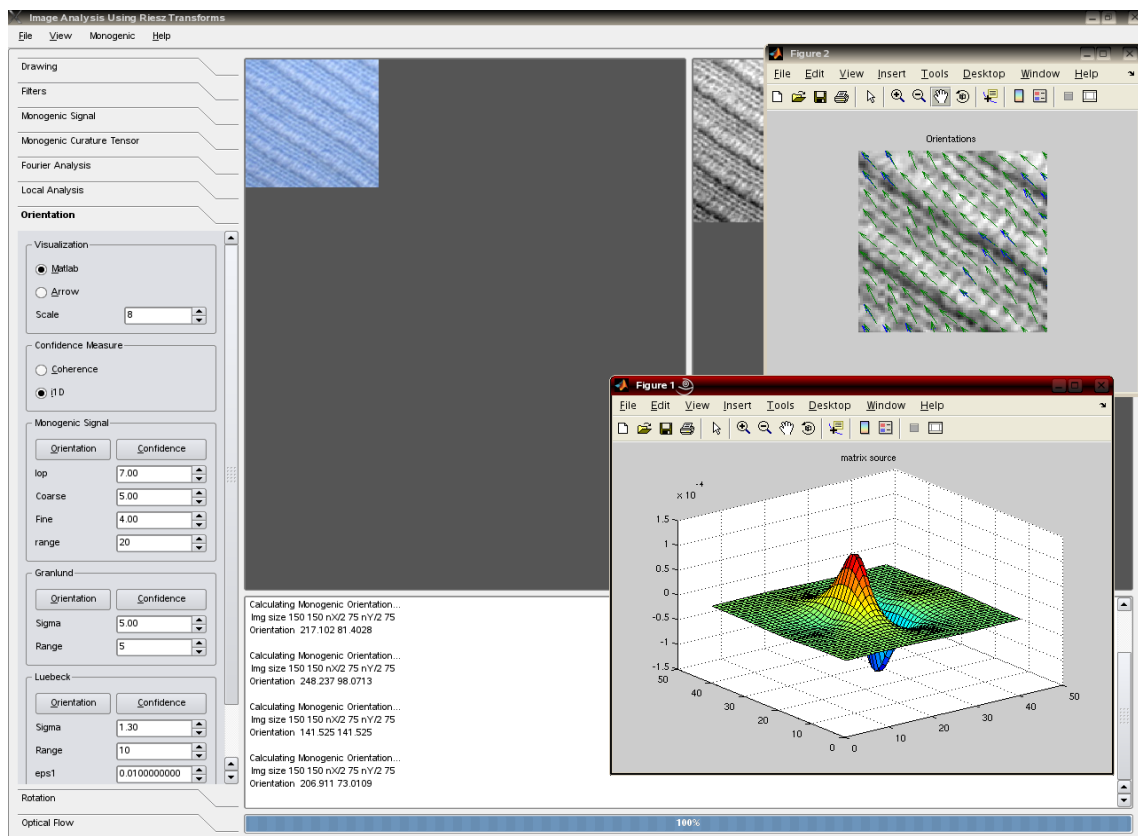 Image Analysis Using Riesz Transforms
File View Monogenic Help
Drawing
Filters
Monogenic Signal
Monogenic Curature Tensor
Fourier Analysis
Local Analysis
Orientation
Visualization
Matlab
Arrow
Scale 8
Confidence Measure
Coherence
i1D
Monogenic Signal
Orientation Confidence
lop 7.00
Coarse 5.00
Fine 4.00
range 20
Granlund
Orientation Confidence
Sigma 5.00
Range 5
Luebeck
Orientation Confidence
Sigma 1.30
Range 10
eps1 0.0100000000
Rotation
Optical Flow
Figure 2
File Edit View Insert Tools Desktop Window Help
Orientations
Figure 1
File Edit View Insert Tools Desktop Window Help
matrix source
x 10 -4
1.5
1
0.5
0
-0.5
-1
-1.5
50
40
30
20
10
0
0
10
20
30
40
50
Calculating Monogenic Orientation...
Img size 150 150 nX/2 75 nY/2 75
Orientation 217.102 81.4028
Calculating Monogenic Orientation...
Img size 150 150 nX/2 75 nY/2 75
Orientation 248.237 98.0713
Calculating Monogenic Orientation...
Img size 150 150 nX/2 75 nY/2 75
Orientation 141.525 141.525
Calculating Monogenic Orientation...
Img size 150 150 nX/2 75 nY/2 75
Orientation 206.911 73.0109
100%